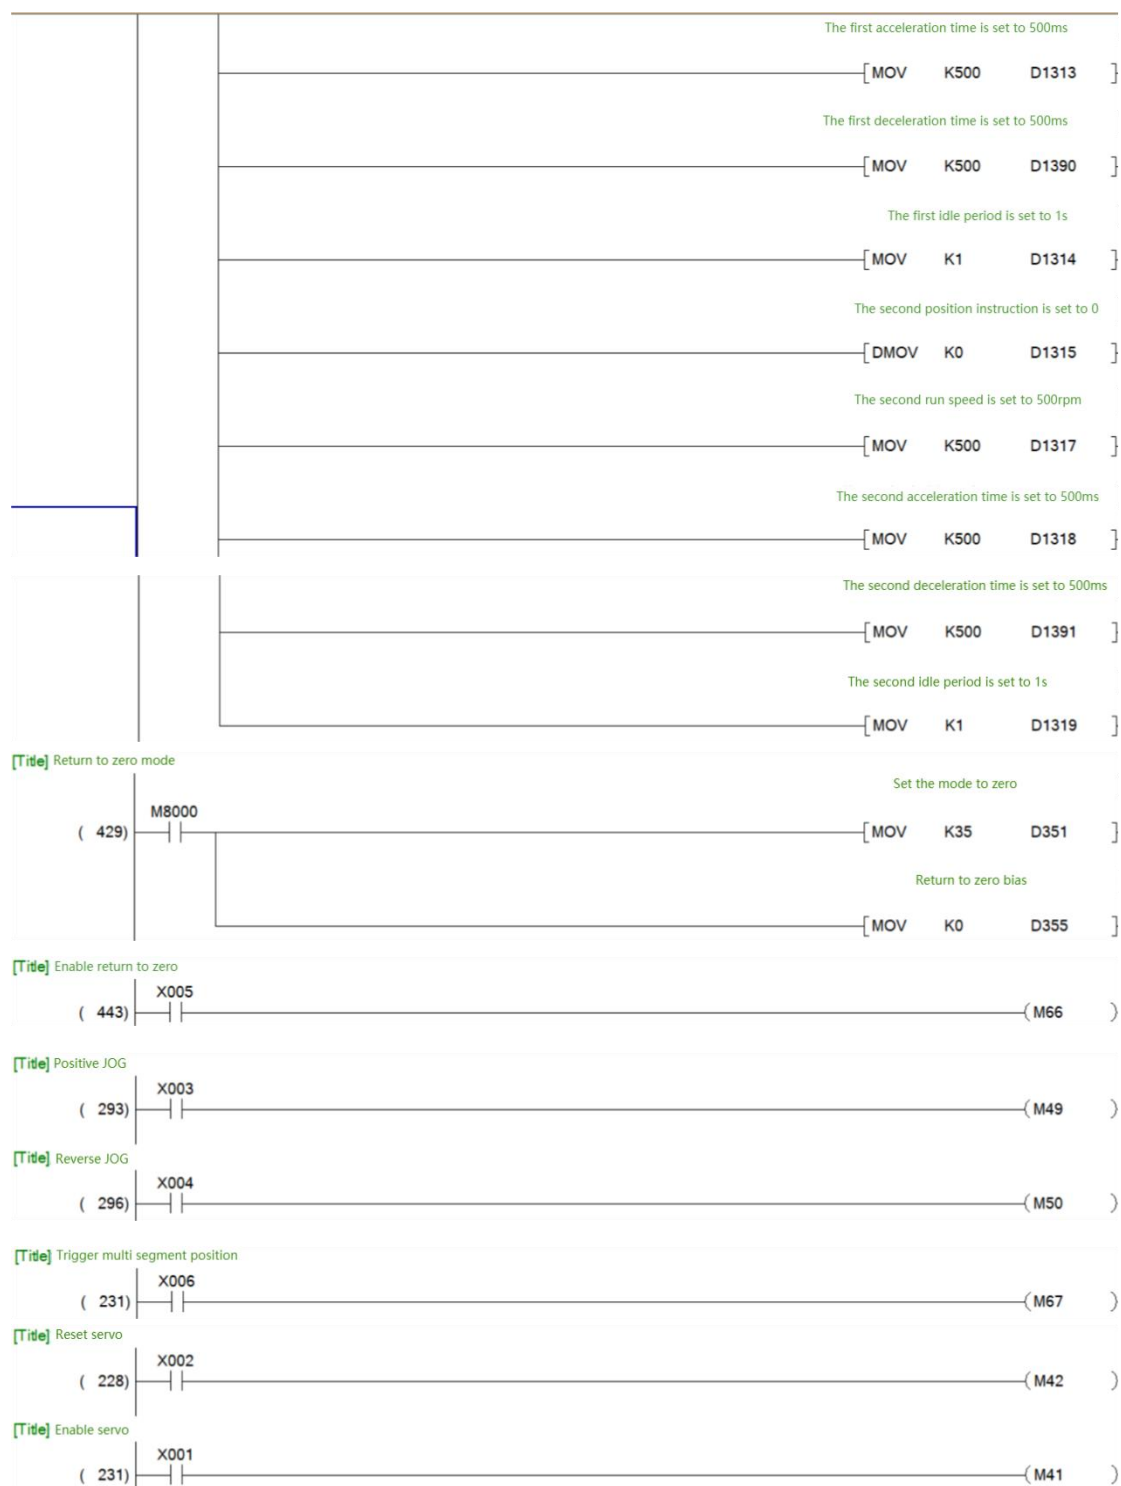 The first acceleration time is set to 500ms
[MOV K500 D1313 ]
The first deceleration time is set to 500ms
[MOV K500 D1390 ]
The first idle period is set to 1s
[MOV K1 D1314 ]
The second position instruction is set to 0
[DMOV K0 D1315 ]
The second run speed is set to 500rpm
[MOV K500 D1317 ]
The second acceleration time is set to 500ms
[MOV K500 D1318 ]
The second deceleration time is set to 500ms
[MOV K500 D1391 ]
The second idle period is set to 1s
[MOV K1 D1319 ]
[Title] Return to zero mode
Set the mode to zero
M8000
( 429) [MOV K35 D351 ]
Return to zero bias
[MOV K0 D355 ]
[Title] Enable return to zero
X005
( 443) (M66 )
[Title] Positive JOG
X003
( 293) (M49 )
[Title] Reverse JOG
X004
( 296) (M50 )
[Title] Trigger multi segment position
X006
( 231) (M67 )
[Title] Reset servo
X002
( 228) (M42 )
[Title] Enable servo
X001
( 231) (M41 )